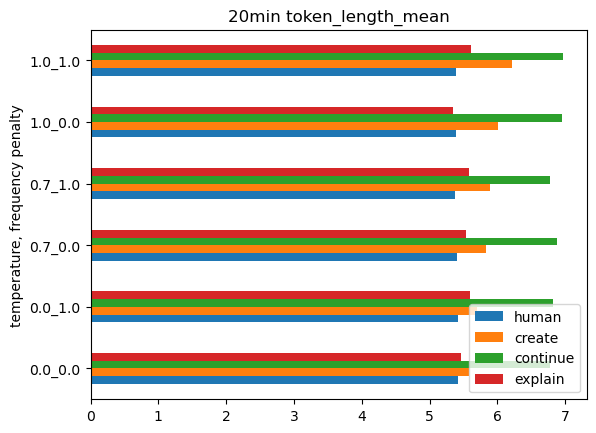 20min token_length_mean
temperature, frequency penalty
1.0_1.0
1.0_0.0
0.7_1.0
0.7_0.0
0.0_1.0
0.0_0.0
human
create
continue
explain
0 1 2 3 4 5 6 7